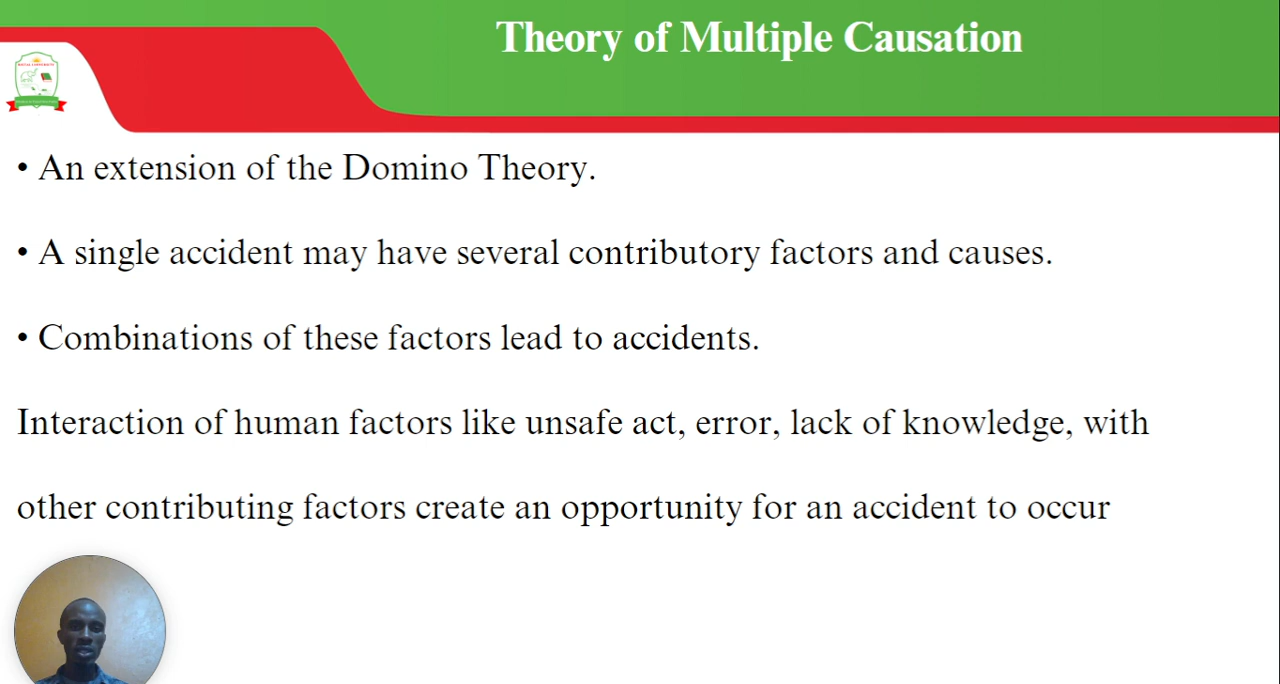 Theory of Multiple Causation
• An extension of the Domino Theory.
• A single accident may have several contributory factors and causes.
• Combinations of these factors lead to accidents.
Interaction of human factors like unsafe act, error, lack of knowledge, with
other contributing factors create an opportunity for an accident to occur